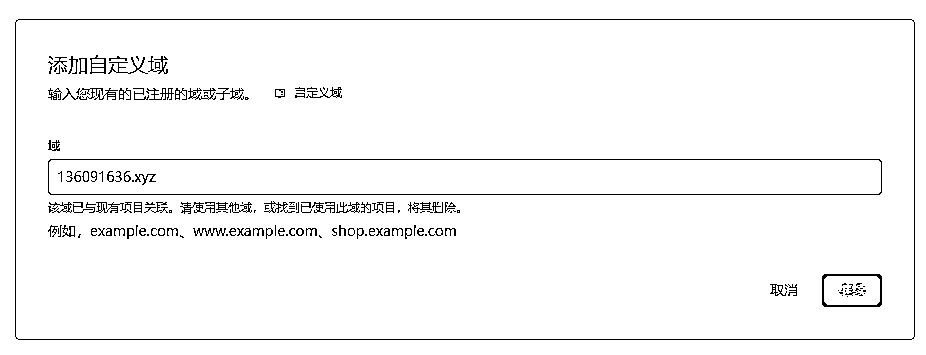 添加自定义域
输入您现有的已注册的域或子域。 自定义域
域
136091636.xyz
该域已与现有项目关联。请使用其他域，或找到已使用此域的项目，将其删除。
例如，example.com、www.example.com、shop.example.com
取消